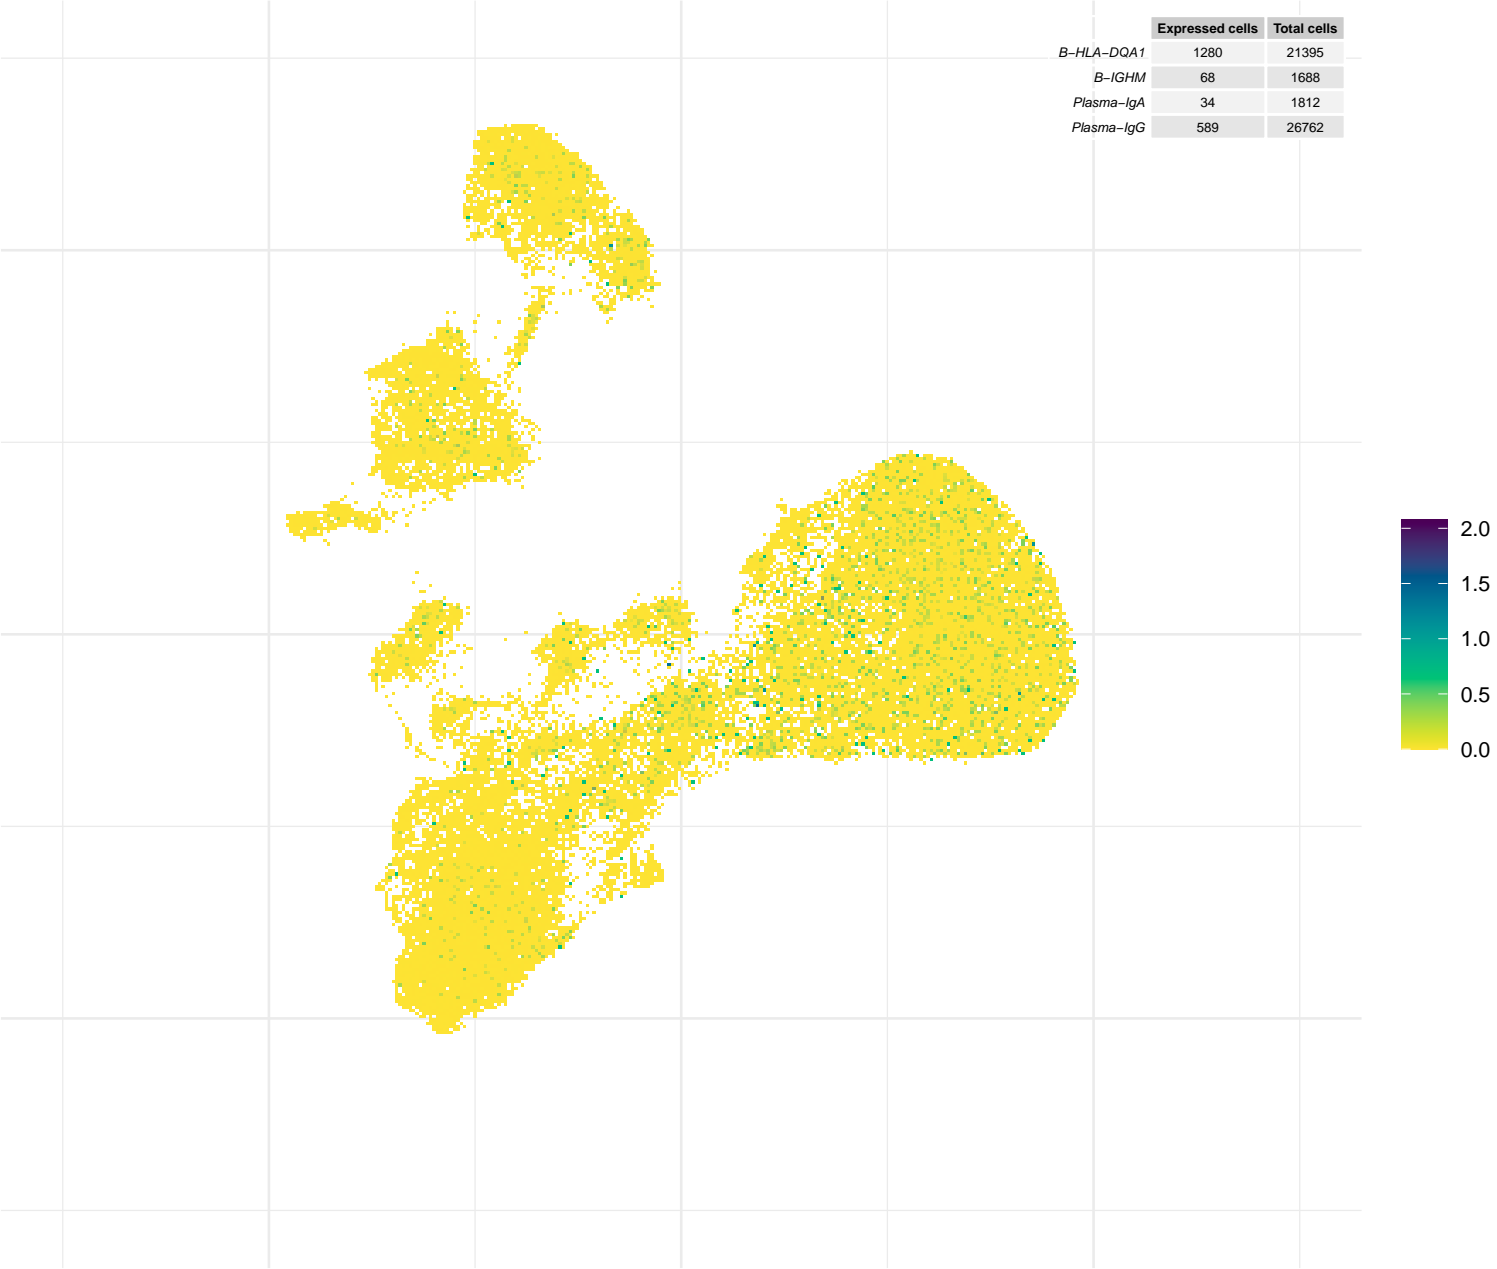 Expressed cells Total cells
B−HLA−DQA1 1280 21395
B−IGHM 68 1688
Plasma−IgA 34 1812
Plasma−IgG 589 26762
2.0
1.5
1.0
0.5
0.0